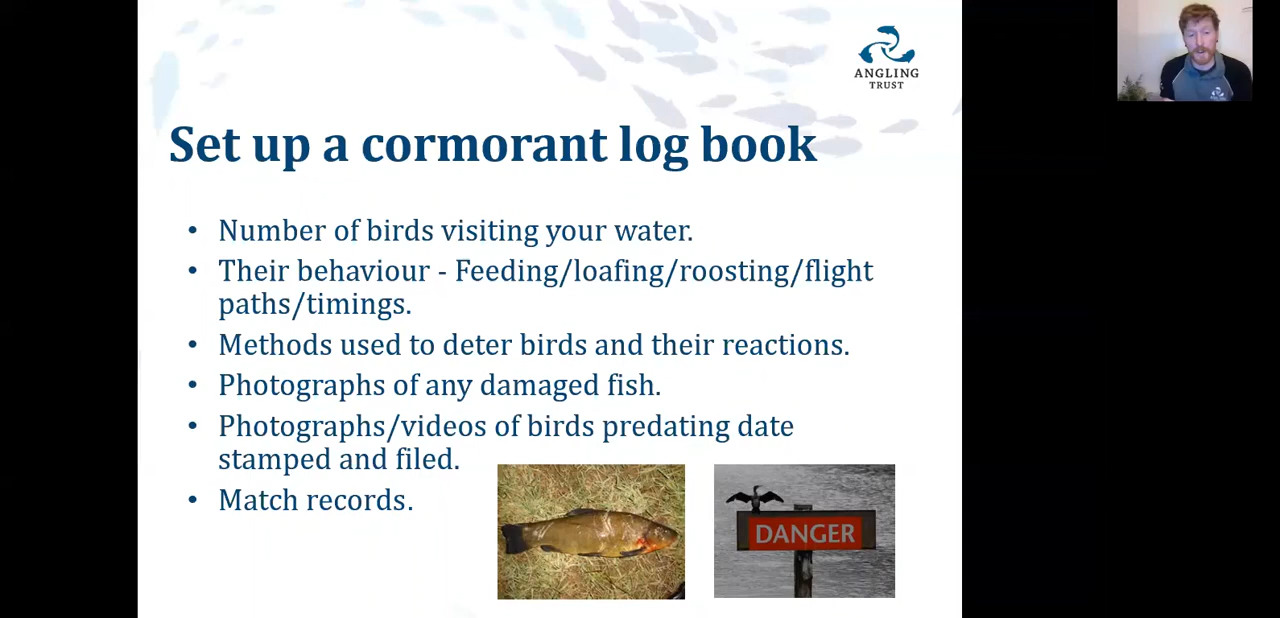 ANGLING
TRUST
Set up a cormorant log book
• Number of birds visiting your water.
• Their behaviour - Feeding/loafing/roosting/flight
paths/timings.
• Methods used to deter birds and their reactions.
• Photographs of any damaged fish.
• Photographs/videos of birds predating date
stamped and filed.
• Match records.
DANGER